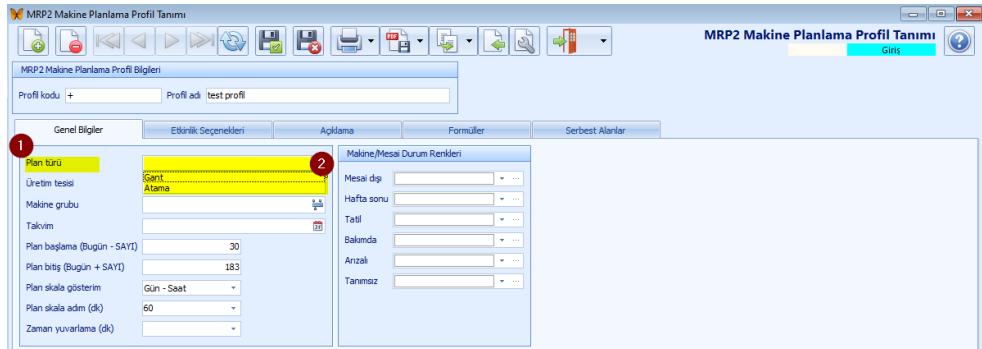 MRP2 Makine Planlama Profil Tanımı
MRP2 Makine Planlama Profil Tanımı
Giriş
MRP2 Makine Planlama Profil Bilgileri
Profil kodu + Profil adı test profil
Genel Bilgiler Etkinlik Seçenekleri Açıklama Formüller Serbest Alanlar
1
Plan türü 2
Gant
Atama
Üretim tesisi
Makine grubu
Takvim
Plan başlama (Bugün - SAYI) 30
Plan bitiş (Bugün + SAYI) 183
Plan skala gösterim Gün - Saat
Plan skala adım (dk) 60
Zaman yuvarlama (dk)
Makine/Mesai Durum Renkleri
Mesai dışı
Hafta sonu
Tatil
Bakımda
Arızalı
Tanımsız